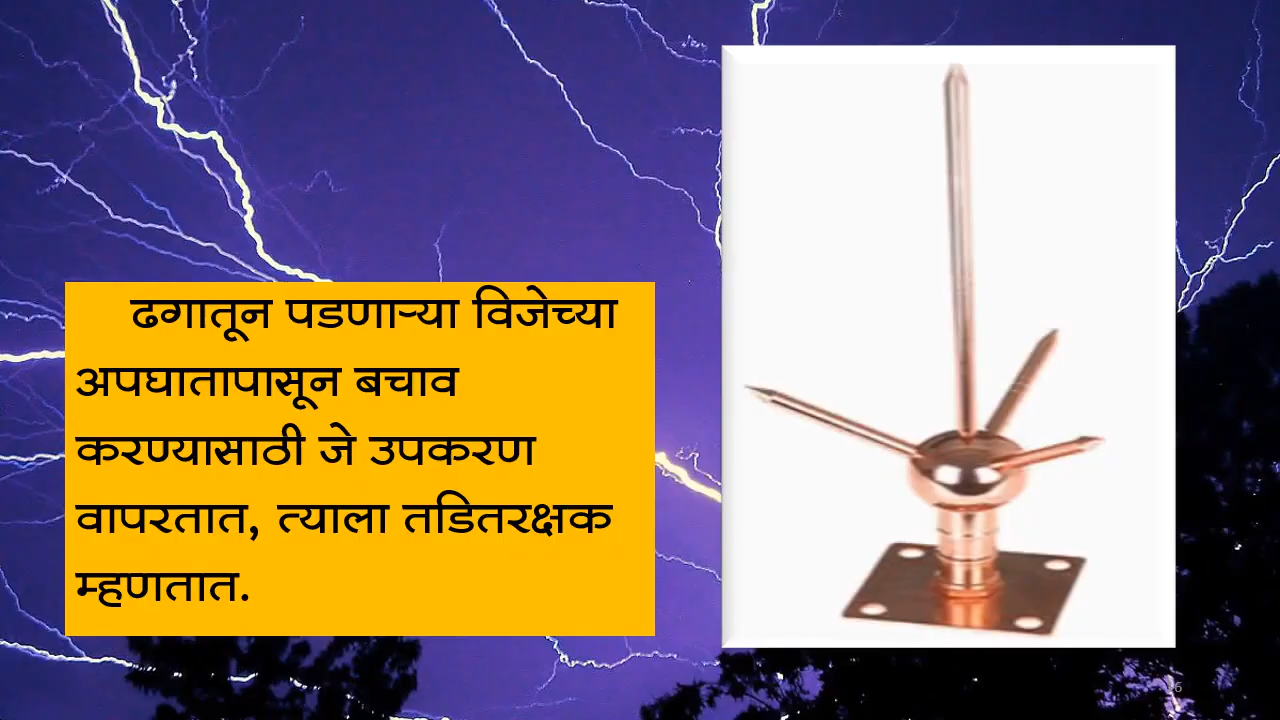 ढगातून पडणाऱ्या विजेच्या
अपघातापासून बचाव
करण्यासाठी जे उपकरण
वापरतात, त्याला तडितरक्षक
म्हणतात.